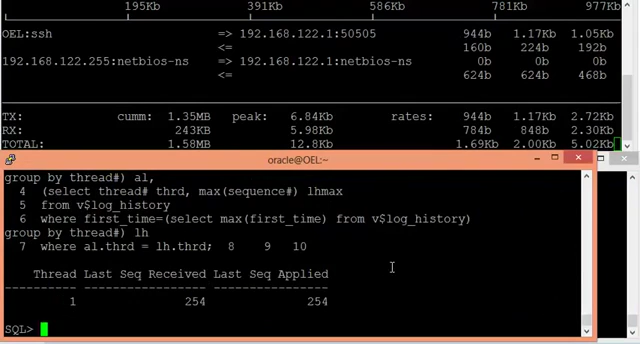 195Kb 391Kb 586Kb 781Kb 977Kb
OEL:ssh => 192.168.122.1:50505 944b 1.17Kb 1.05Kb
<= 160b 224b 192b
192.168.122.255:netbios-ns => 192.168.122.1:netbios-ns 0b 0b 0b
<= 624b 624b 468b
TX: cumm: 1.35MB peak: 6.84Kb rates: 944b 1.17Kb 2.72Kb
RX: 243KB 5.98Kb 784b 848b 2.30Kb
TOTAL: 1.58MB 12.8Kb 1.69Kb 2.00Kb 5.02Kb
oracle@OEL:~
group by thread#) al,
4 (select thread# thrd, max(sequence#) lhmax
5 from v$log_history
6 where first_time=(select max(first_time) from v$log_history)
group by thread#) lh
7 where al.thrd = lh.thrd; 8 9 10
Thread Last Seq Received Last Seq Applied
---------- ----------------- ----------------
1 254 254
SQL>